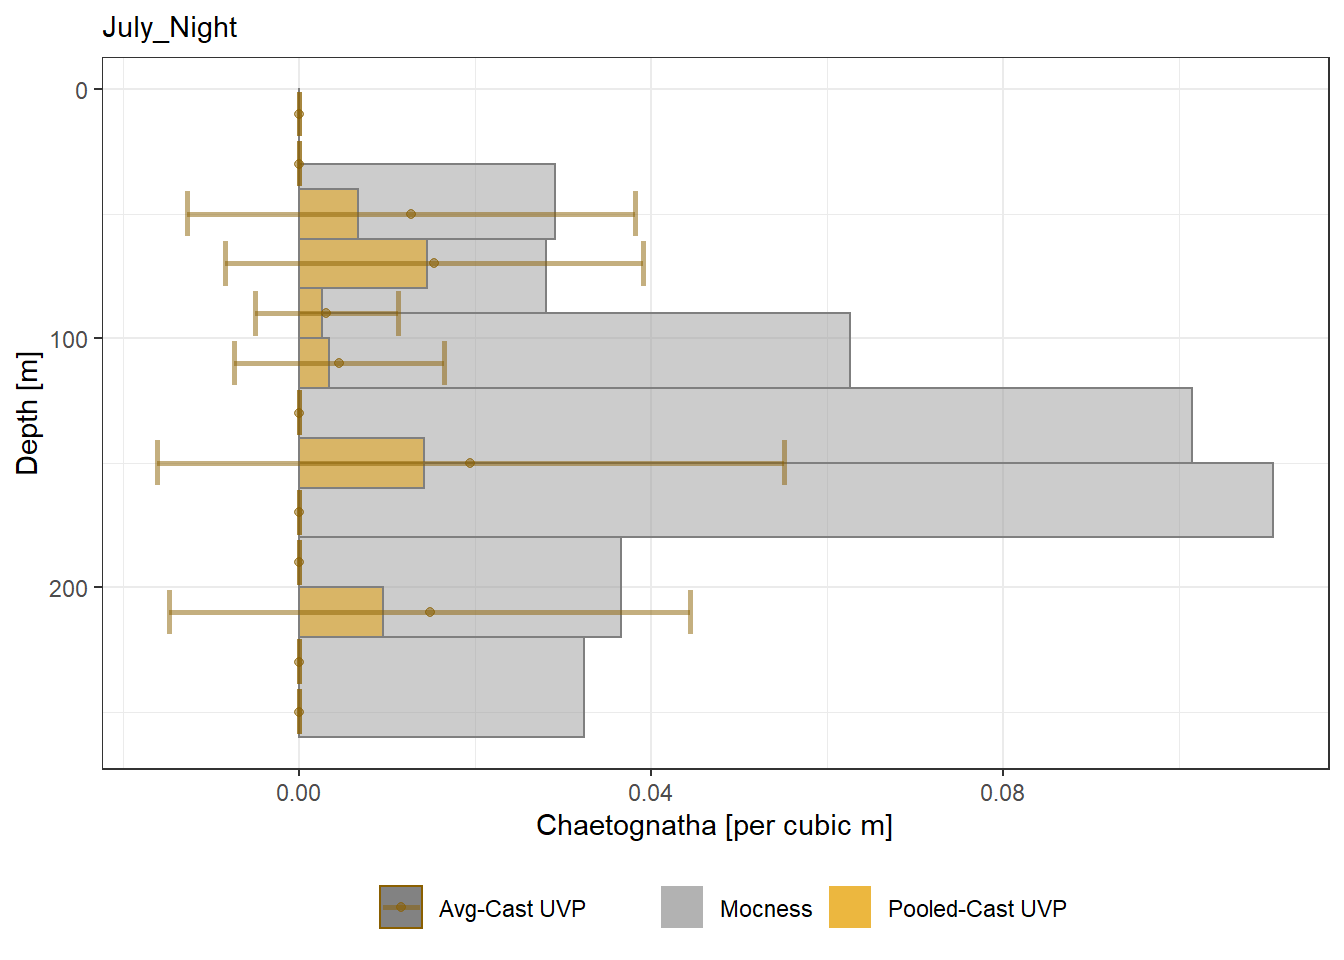 July_Night
0
100
200
Depth [m]
0.00 0.04 0.08
Chaetognatha [per cubic m]
Avg-Cast UVP Mocness Pooled-Cast UVP